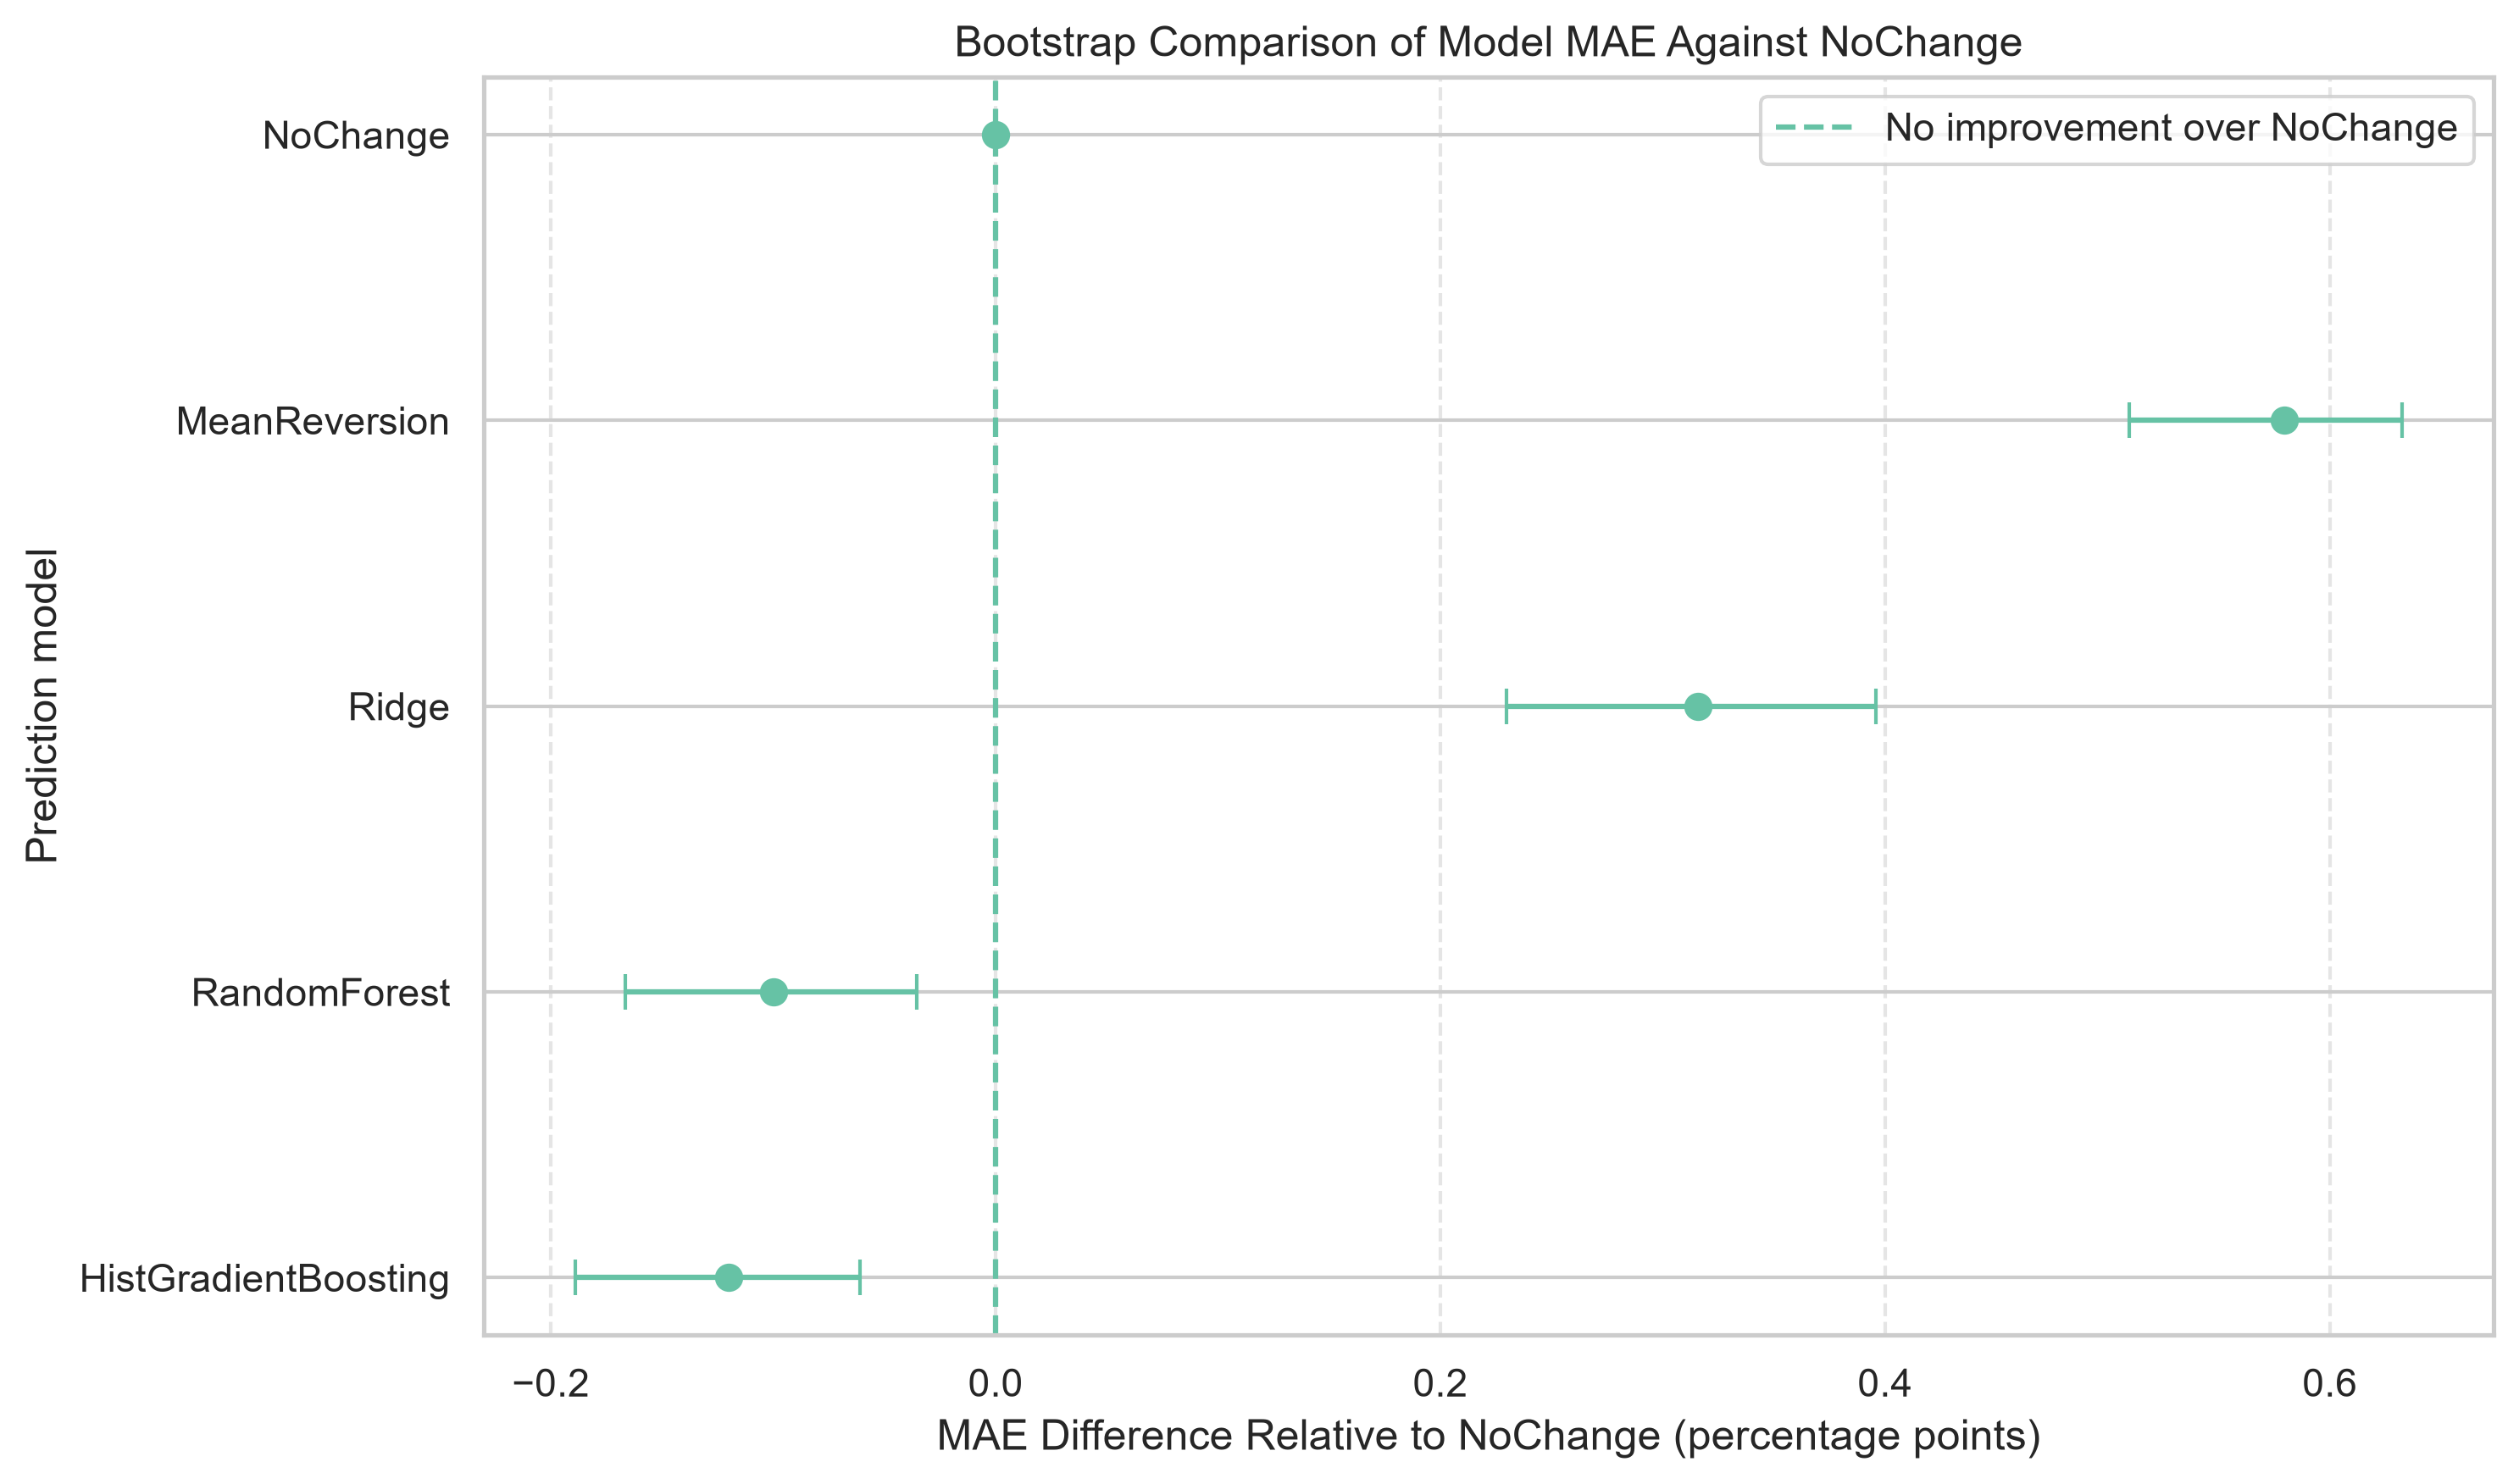 Bootstrap Comparison of Model MAE Against NoChange
No improvement over NoChange
Prediction model
NoChange
MeanReversion
Ridge
RandomForest
HistGradientBoosting
−0.2 0.0 0.2 0.4 0.6
MAE Difference Relative to NoChange (percentage points)